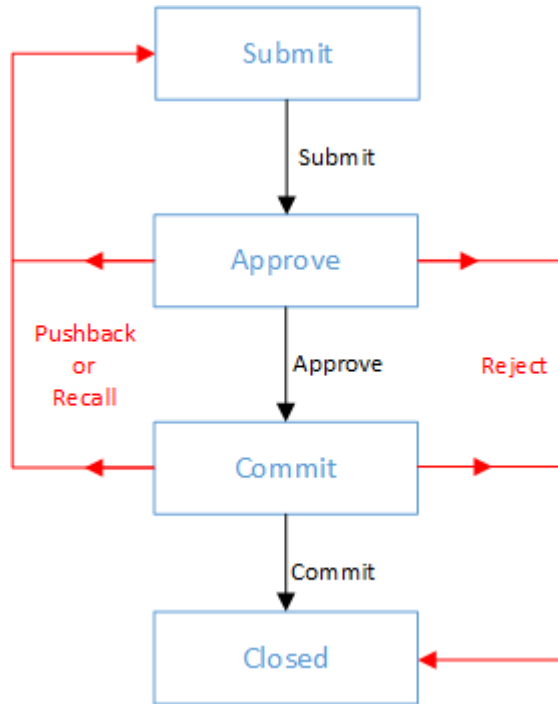 Submit
Submit
Approve
Pushback
or
Recall
Approve
Reject
Commit
Commit
Closed